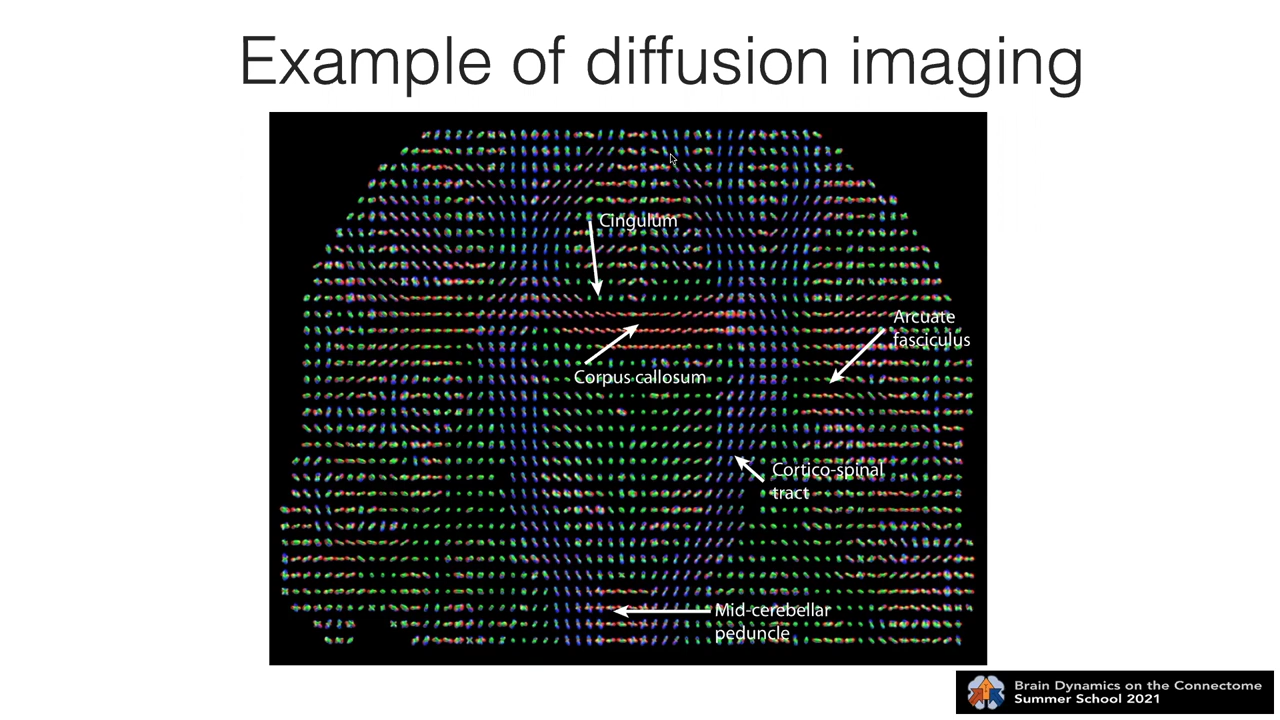 Example of diffusion imaging
Cingulum
Arcuate
fasciculus
Corpus callosum
Cortico-spinal
tract
Mid-cerebellar
peduncle
Brain Dynamics on the Connectome
Summer School 2021